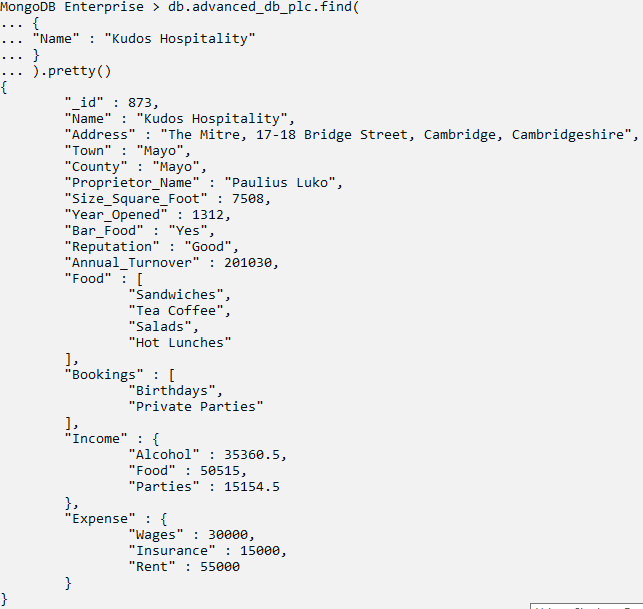 MongoDB Enterprise > db.advanced_db_plc.find(
... {
... "Name" : "Kudos Hospitality"
... }
... ).pretty()
{
        "_id" : 873,
        "Name" : "Kudos Hospitality",
        "Address" : "The Mitre, 17-18 Bridge Street, Cambridge, Cambridgeshire",
        "Town" : "Mayo",
        "County" : "Mayo",
        "Proprietor_Name" : "Paulius Luko",
        "Size_Square_Foot" : 7508,
        "Year_Opened" : 1312,
        "Bar_Food" : "Yes",
        "Reputation" : "Good",
        "Annual_Turnover" : 201030,
        "Food" : [
                "Sandwiches",
                "Tea Coffee",
                "Salads",
                "Hot Lunches"
        ],
        "Bookings" : [
                "Birthdays",
                "Private Parties"
        ],
        "Income" : {
                "Alcohol" : 35360.5,
                "Food" : 50515,
                "Parties" : 15154.5
        },
        "Expense" : {
                "Wages" : 30000,
                "Insurance" : 15000,
                "Rent" : 55000
        }
}